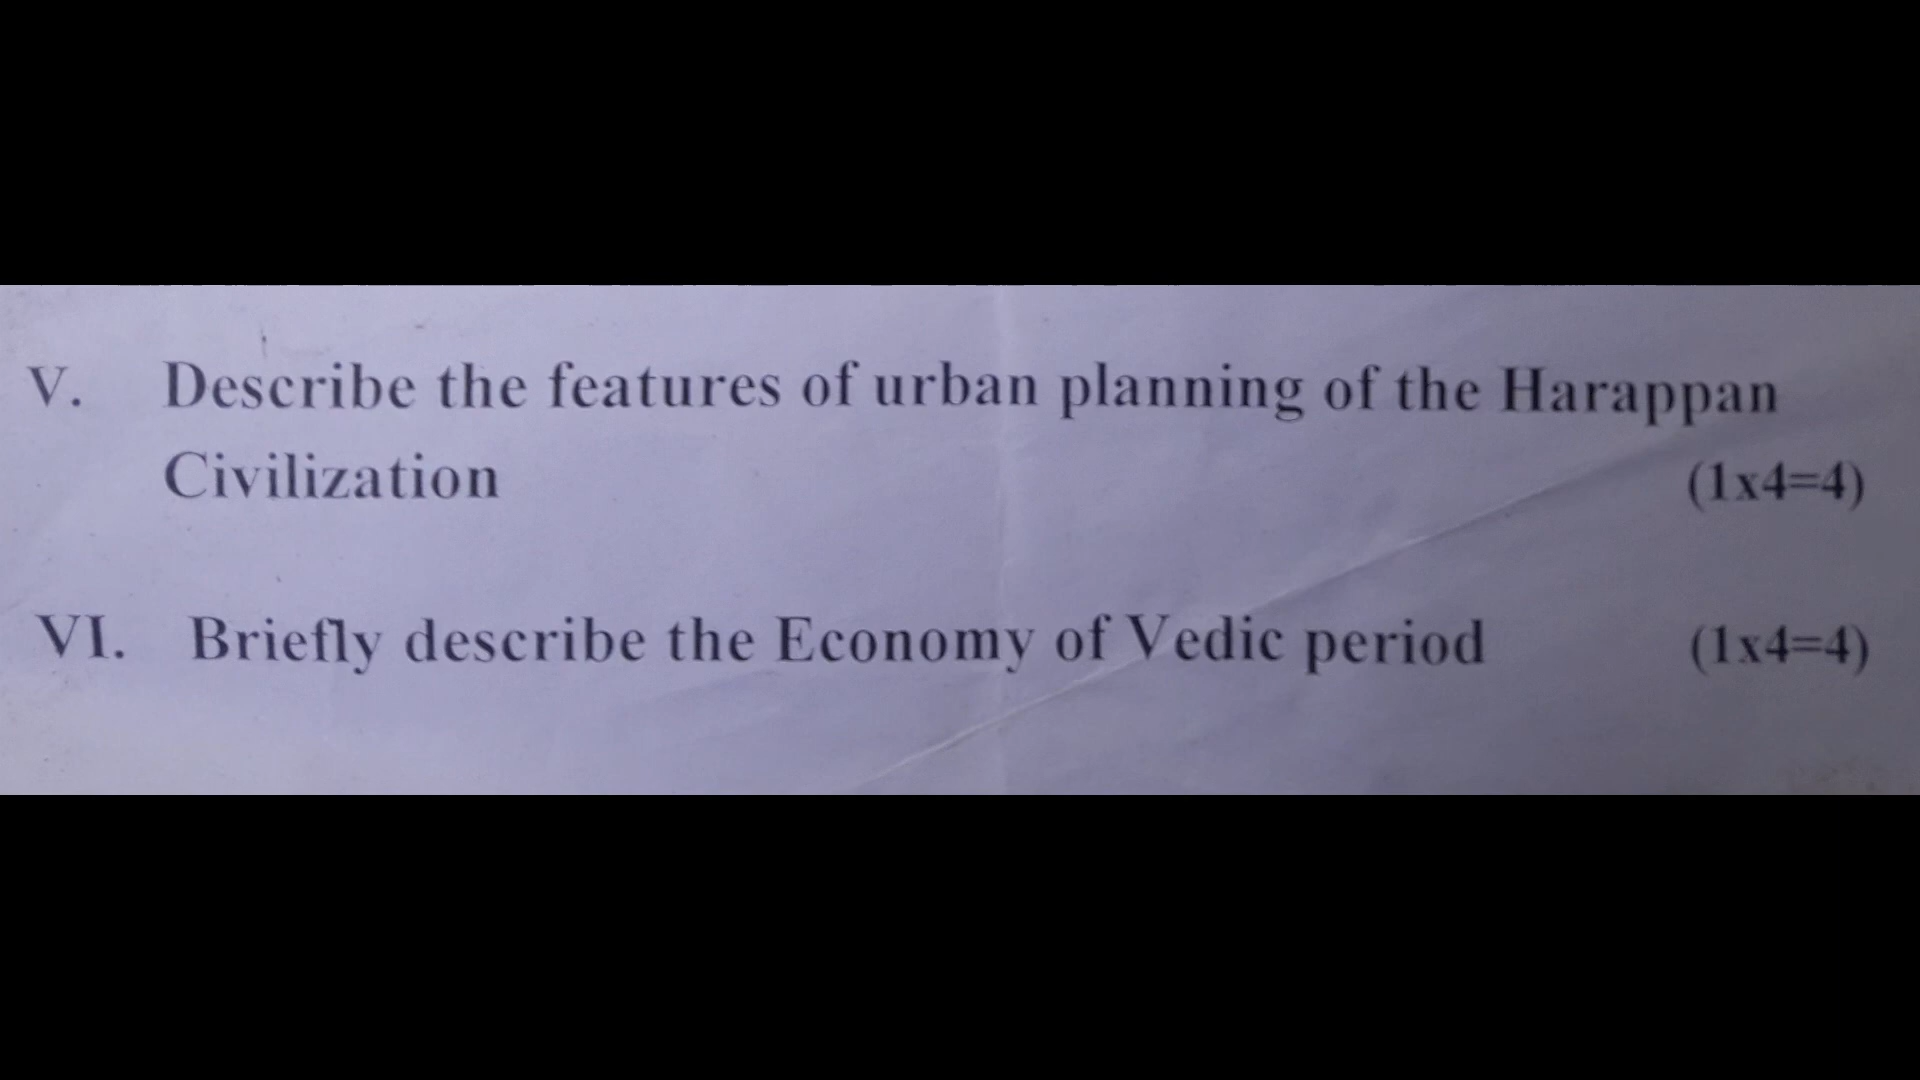 V. Describe the features of urban planning of the Harappan
Civilization (1x4=4)
VI. Briefly describe the Economy of Vedic period (1x4=4)